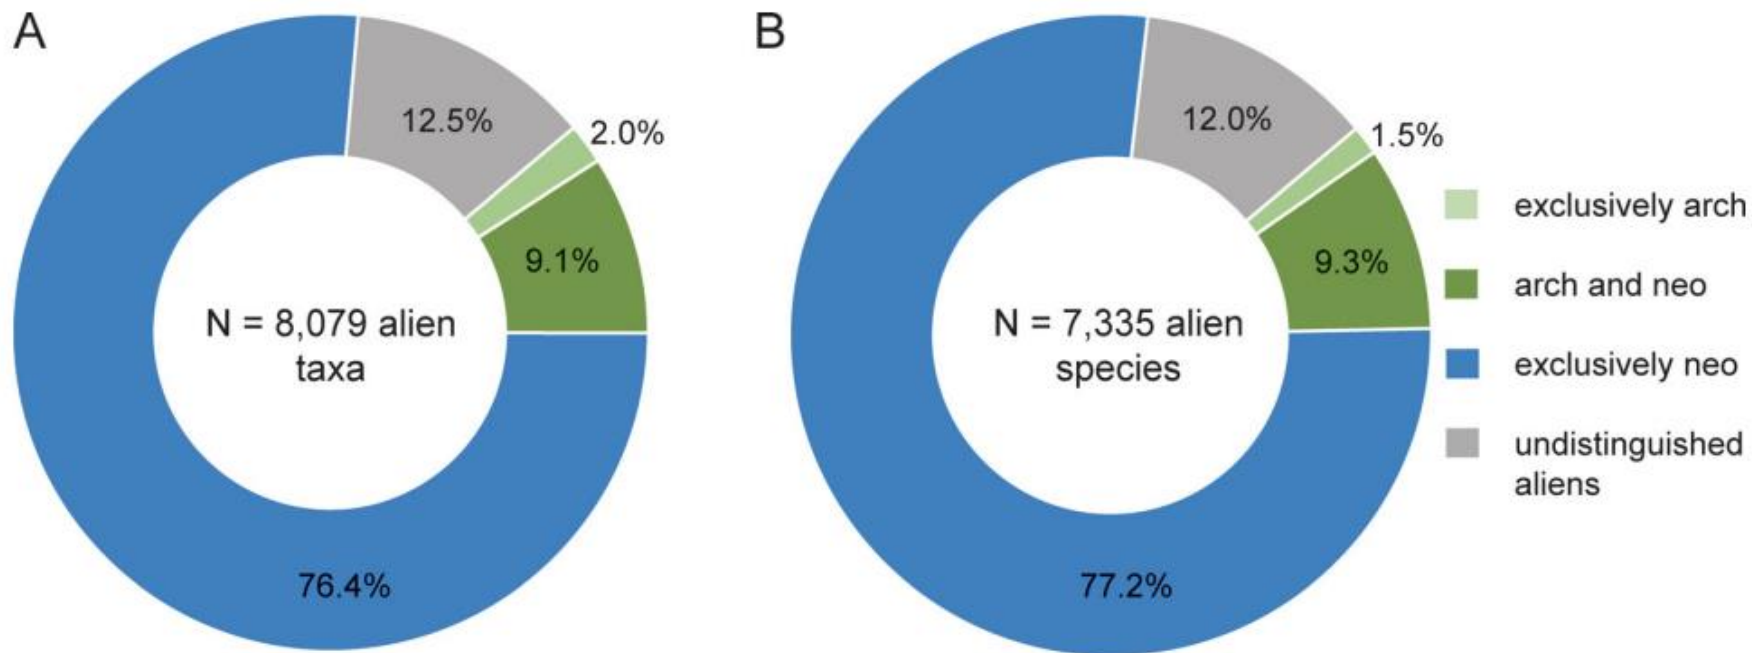 A
12.5%
2.0%
9.1%
N = 8,079 alien
taxa
76.4%
B
12.0%
1.5%
9.3%
N = 7,335 alien
species
77.2%
exclusively arch
arch and neo
exclusively neo
undistinguished
aliens